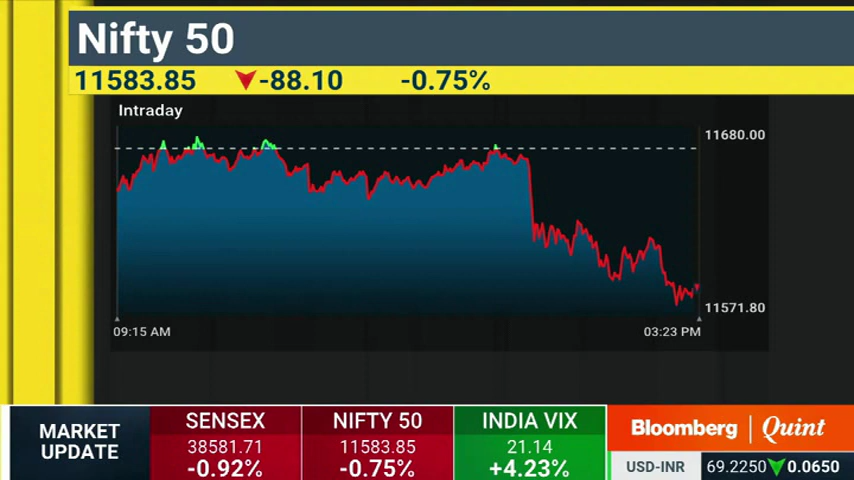 Nifty 50
11583.85 -88.10 -0.75%
Intraday
11680.00
11571.80
09:15 AM 03:23 PM
MARKET UPDATE
SENSEX
38581.71
-0.92%
NIFTY 50
11583.85
-0.75%
INDIA VIX
21.14
+4.23%
Bloomberg | Quint
USD-INR 69.2250 0.0650